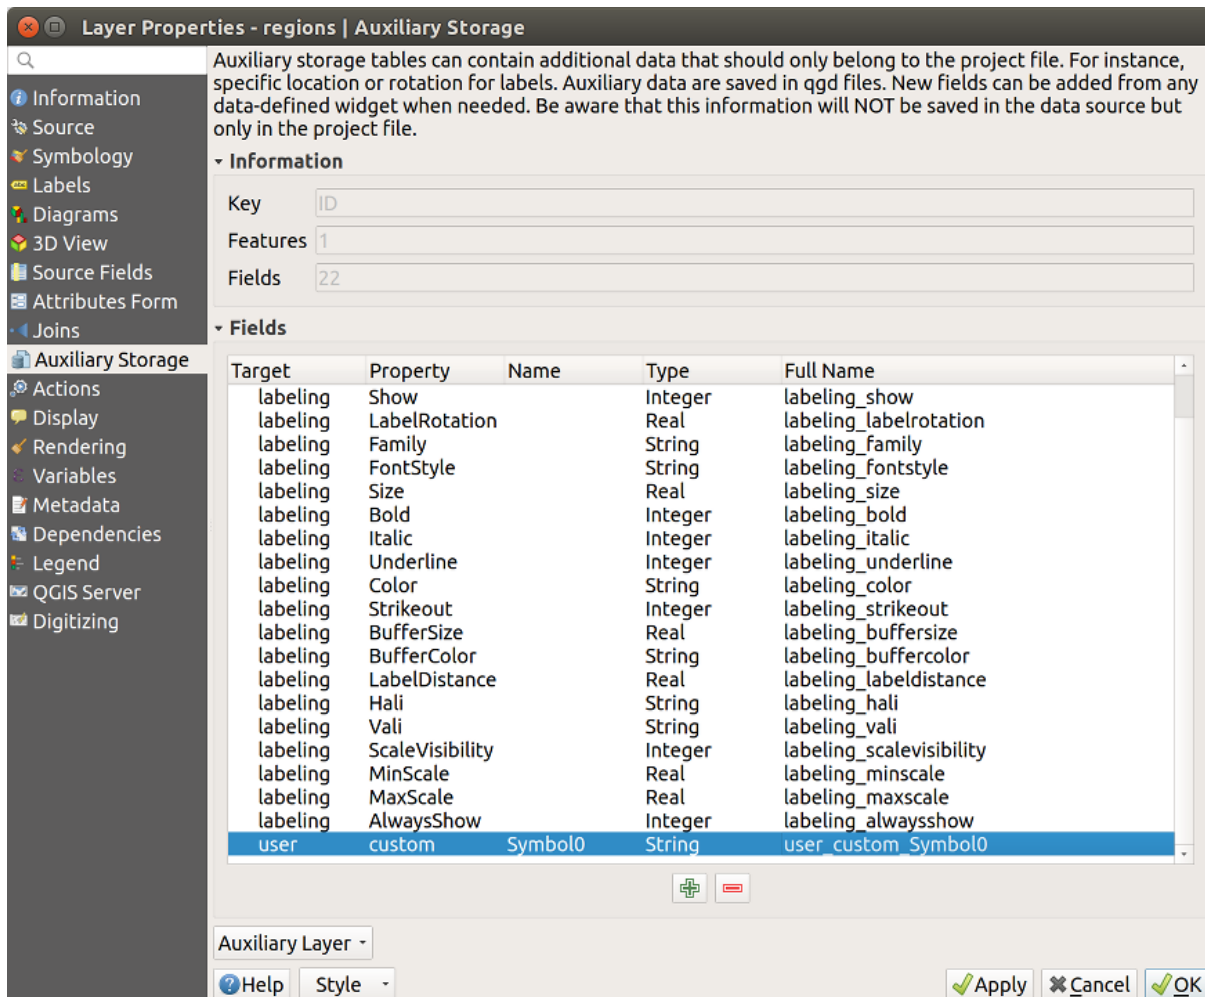 Layer Properties - regions | Auxiliary Storage
Information
Source
Symbology
Labels
Diagrams
3D View
Source Fields
Attributes Form
Joins
Auxiliary Storage
Actions
Display
Rendering
Variables
Metadata
Dependencies
Legend
QGIS Server
Digitizing
Auxiliary storage tables can contain additional data that should only belong to the project file. For instance,
specific location or rotation for labels. Auxiliary data are saved in qgd files. New fields can be added from any
data-defined widget when needed. Be aware that this information will NOT be saved in the data source but
only in the project file.
Information
Key ID
Features 1
Fields 22
Fields
Target Property Name Type Full Name
labeling Show Integer labeling_show
labeling LabelRotation Real labeling_labelrotation
labeling Family String labeling_family
labeling FontStyle String labeling_fontstyle
labeling Size Real labeling_size
labeling Bold Integer labeling_bold
labeling Italic Integer labeling_italic
labeling Underline Integer labeling_underline
labeling Color String labeling_color
labeling Strikeout Integer labeling_strikeout
labeling BufferSize Real labeling_buffersize
labeling BufferColor String labeling_buffercolor
labeling LabelDistance Real labeling_labeldistance
labeling Hali String labeling_hali
labeling Vali String labeling_vali
labeling ScaleVisibility Integer labeling_scalevisibility
labeling MinScale Real labeling_minscale
labeling MaxScale Real labeling_maxscale
labeling AlwaysShow Integer labeling_alwaysshow
user custom Symbol0 String user_custom_Symbol0
Auxiliary Layer
Help Style Apply Cancel OK